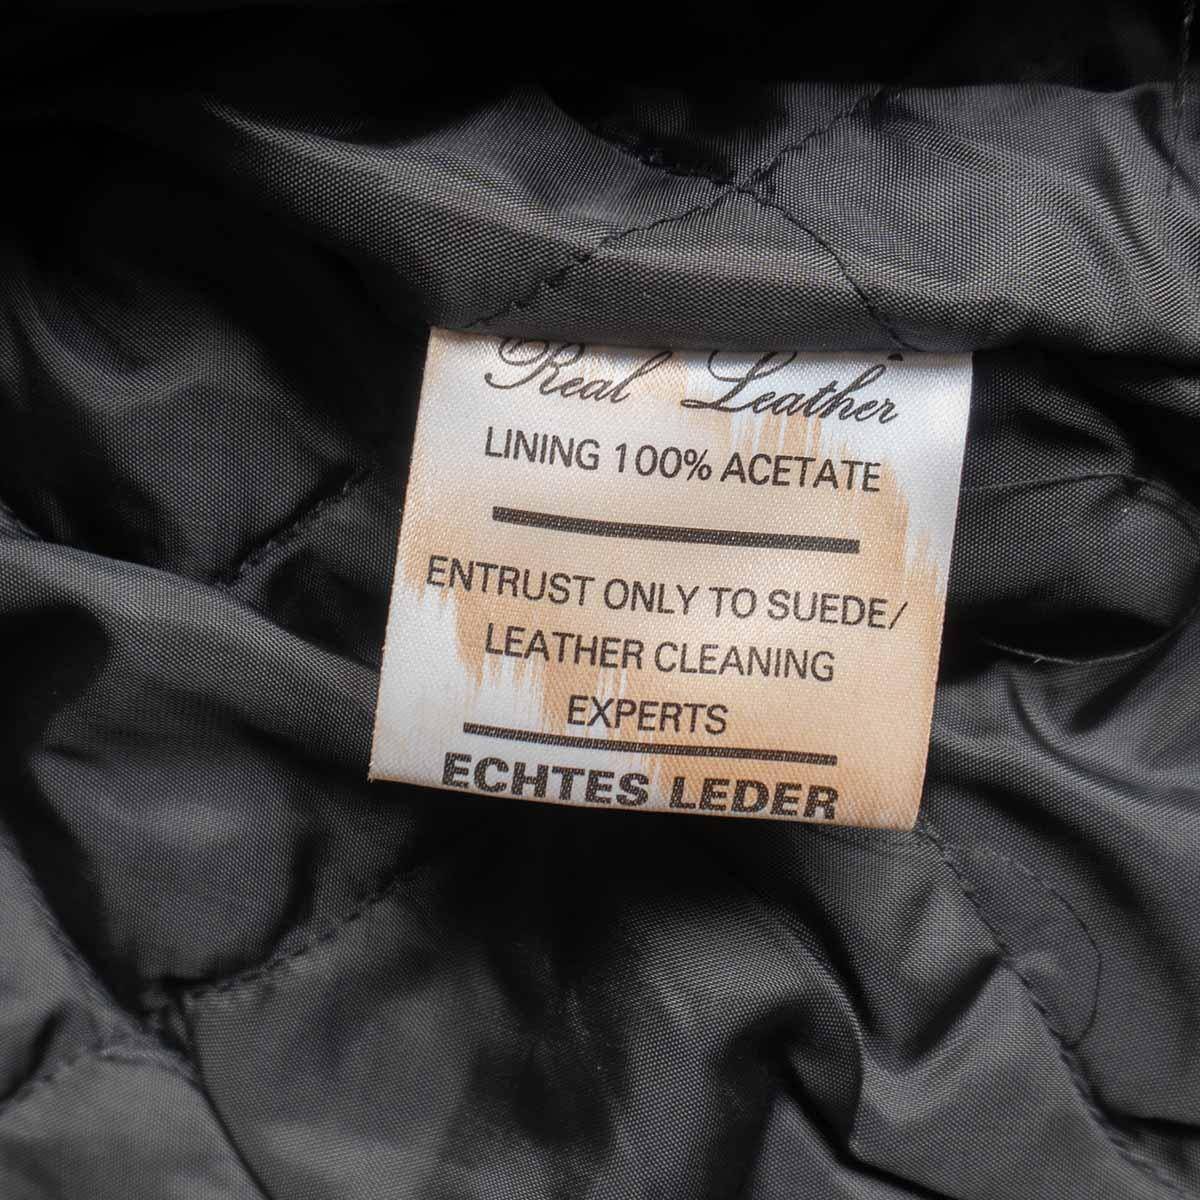 Real Leather
LINING 100% ACETATE
ENTRUST ONLY TO SUEDE/
LEATHER CLEANING
EXPERTS
ECHTES LEDER